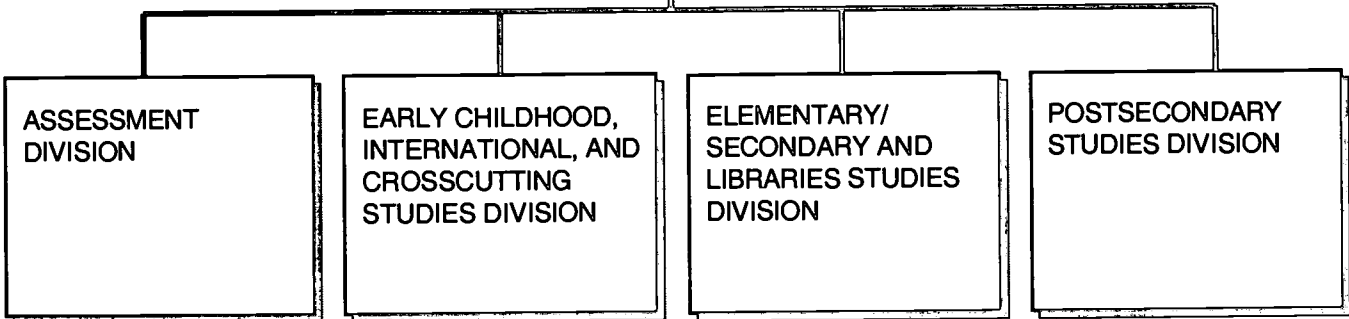 ASSESSMENT
DIVISION
EARLY CHILDHOOD,
INTERNATIONAL, AND
CROSSCUTTING
STUDIES DIVISION
ELEMENTARY/
SECONDARY AND
LIBRARIES STUDIES
DIVISION
POSTSECONDARY
STUDIES DIVISION